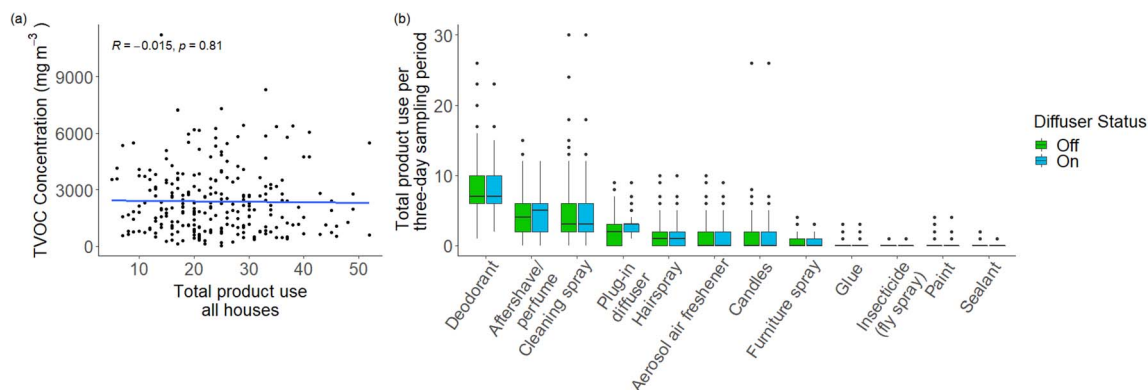 (a)
R = −0.015, p = 0.81
TVOC Concentration (mg m⁻³)
9000
6000
3000
0
10
20
30
40
50
Total product use
all houses
(b)
Total product use per
three-day sampling period
30
20
10
0
Deodorant
Aftershave/
perfume
Cleaning spray
Plug-in
diffuser
Hairspray
Aerosol air freshener
Candles
Furniture spray
Glue
Insecticide
(fly spray)
Paint
Sealant
Diffuser Status
Off
On